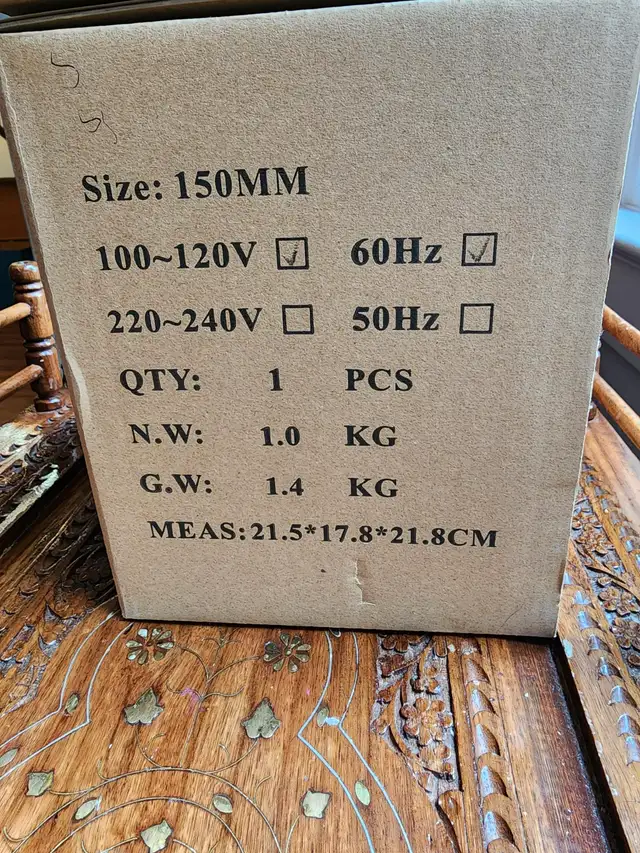 Size: 150MM
100~120V ☑ 60Hz ☑
220~240V ☐ 50Hz ☐
QTY: 1 PCS
N.W: 1.0 KG
G.W: 1.4 KG
MEAS:21.5*17.8*21.8CM